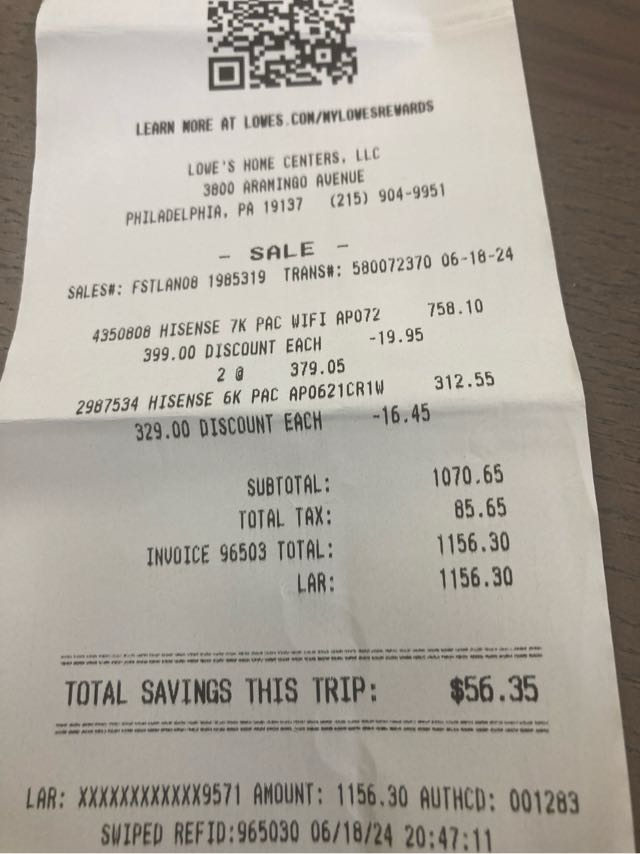 LEARN MORE AT LOWES.COM/MYLOWESREWARDS
LOWE'S HOME CENTERS, LLC
3800 ARAMINGO AVENUE
PHILADELPHIA, PA 19137 (215) 904-9951
- SALE -
SALES#: FSTLAN08 1985319 TRANS#: 580072370 06-18-24
4350808 HISENSE 7K PAC WIFI AP072 758.10
399.00 DISCOUNT EACH -19.95
2 @ 379.05
2987534 HISENSE 6K PAC AP0621CR1W 312.55
329.00 DISCOUNT EACH -16.45
SUBTOTAL: 1070.65
TOTAL TAX: 85.65
INVOICE 96503 TOTAL: 1156.30
LAR: 1156.30
TOTAL SAVINGS THIS TRIP: $56.35
LAR: XXXXXXXXXXXX9571 AMOUNT: 1156.30 AUTHCD: 001283
SWIPED REFID:965030 06/18/24 20:47:11